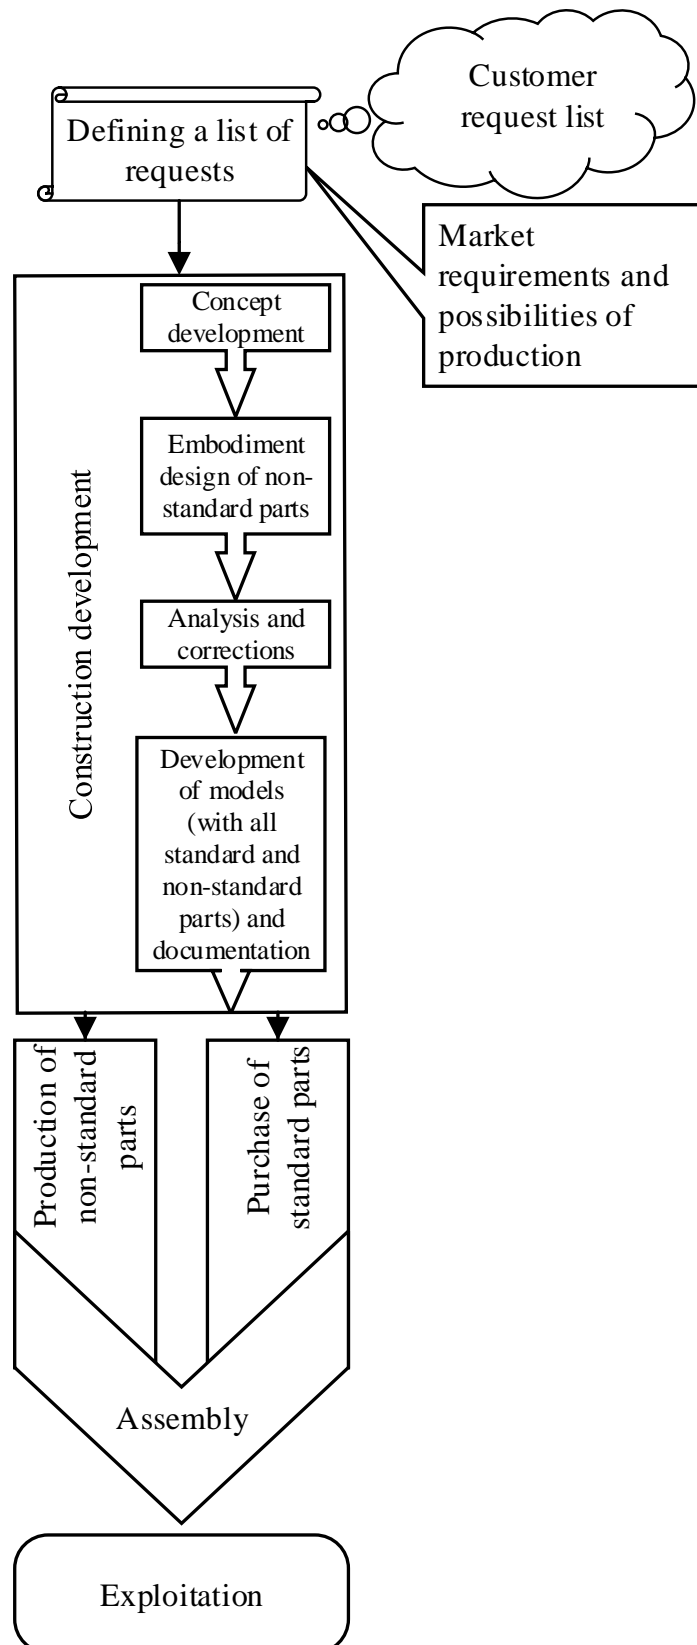 Customer
request list
Defining a list of
requests
Market
requirements and
possibilities of
production
Construction development
Concept
development
Embodiment
design of non-
standard parts
Analysis and
corrections
Development
of models
(with all
standard and
non-standard
parts) and
documentation
Production of
non-standard
parts
Purchase of
standard parts
Assembly
Exploitation